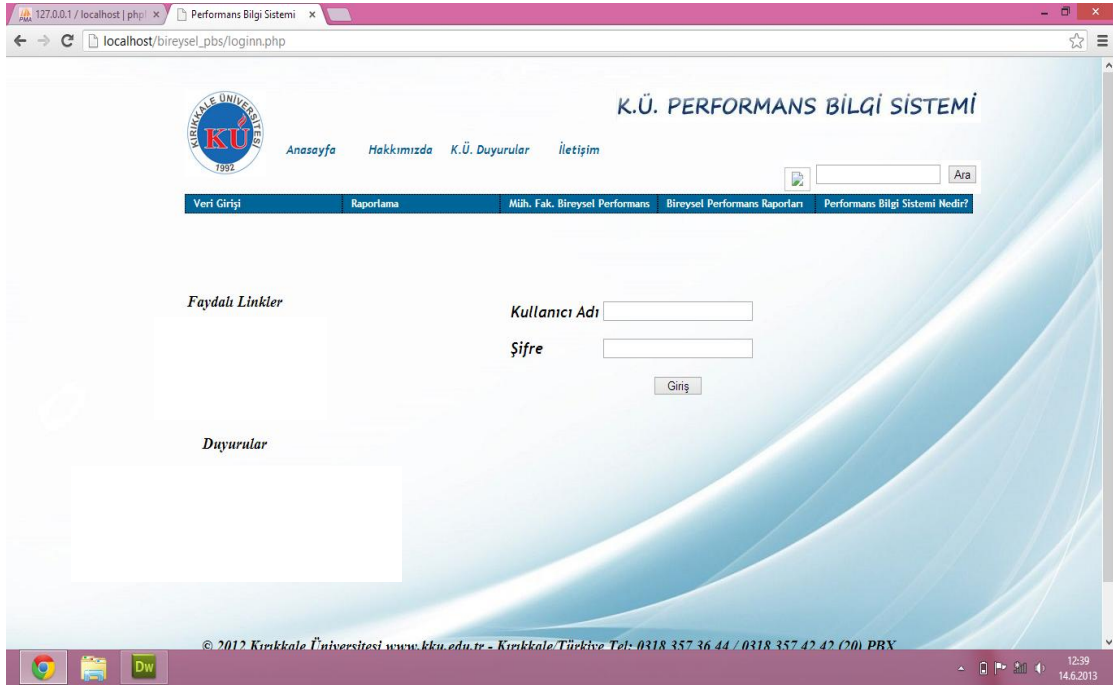 127.0.0.1 / localhost | php
Performans Bilgi Sistemi
localhost/bireysel_pbs/loginn.php
KIRIKKALE ÜNİVERSİTESİ
KÜ
1992
K.Ü. PERFORMANS BİLGİ SİSTEMİ
Anasayfa Hakkımızda K.Ü. Duyurular İletişim
Ara
Veri Girişi Raporlama Müh. Fak. Bireysel Performans Bireysel Performans Raporları Performans Bilgi Sistemi Nedir?
Faydalı Linkler
Kullanıcı Adı
Şifre
Giriş
Duyurular
© 2012 Kırıkkale Üniversitesi www.kku.edu.tr - Kırıkkale/Türkiye Tel: 0318 357 36 44 / 0318 357 42 42 (20) PBX
Dw
12:39
14.6.2013